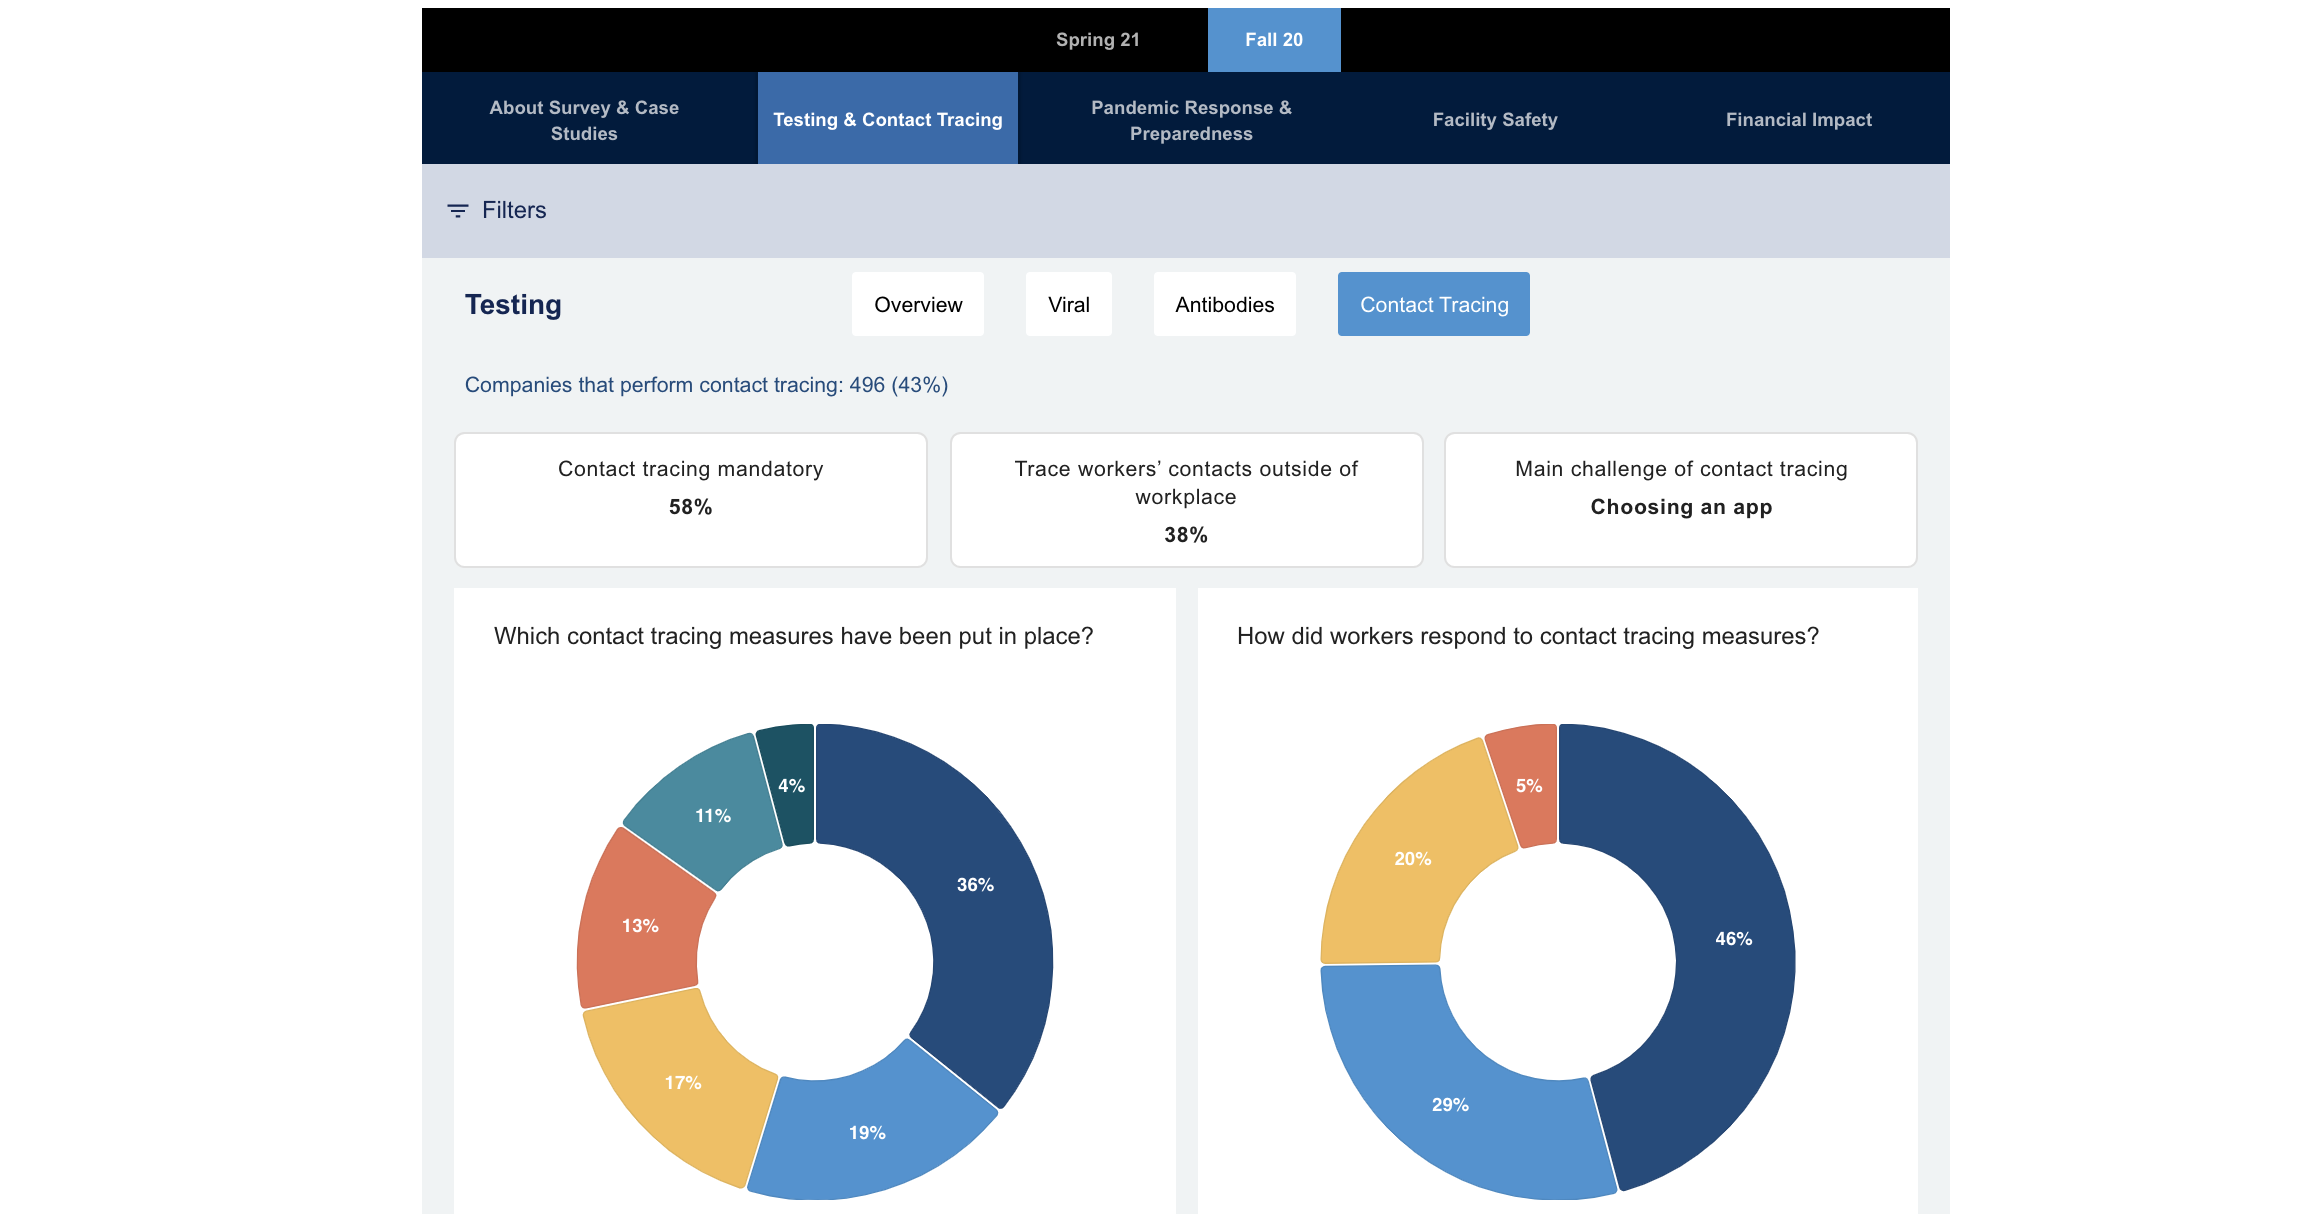 Spring 21
Fall 20
About Survey & Case
Studies
Testing & Contact Tracing
Pandemic Response &
Preparedness
Facility Safety
Financial Impact
Filters
Testing
Overview
Viral
Antibodies
Contact Tracing
Companies that perform contact tracing: 496 (43%)
Contact tracing mandatory
58%
Trace workers’ contacts outside of
workplace
38%
Main challenge of contact tracing
Choosing an app
Which contact tracing measures have been put in place?
4%
11%
36%
13%
17%
19%
How did workers respond to contact tracing measures?
5%
20%
46%
29%